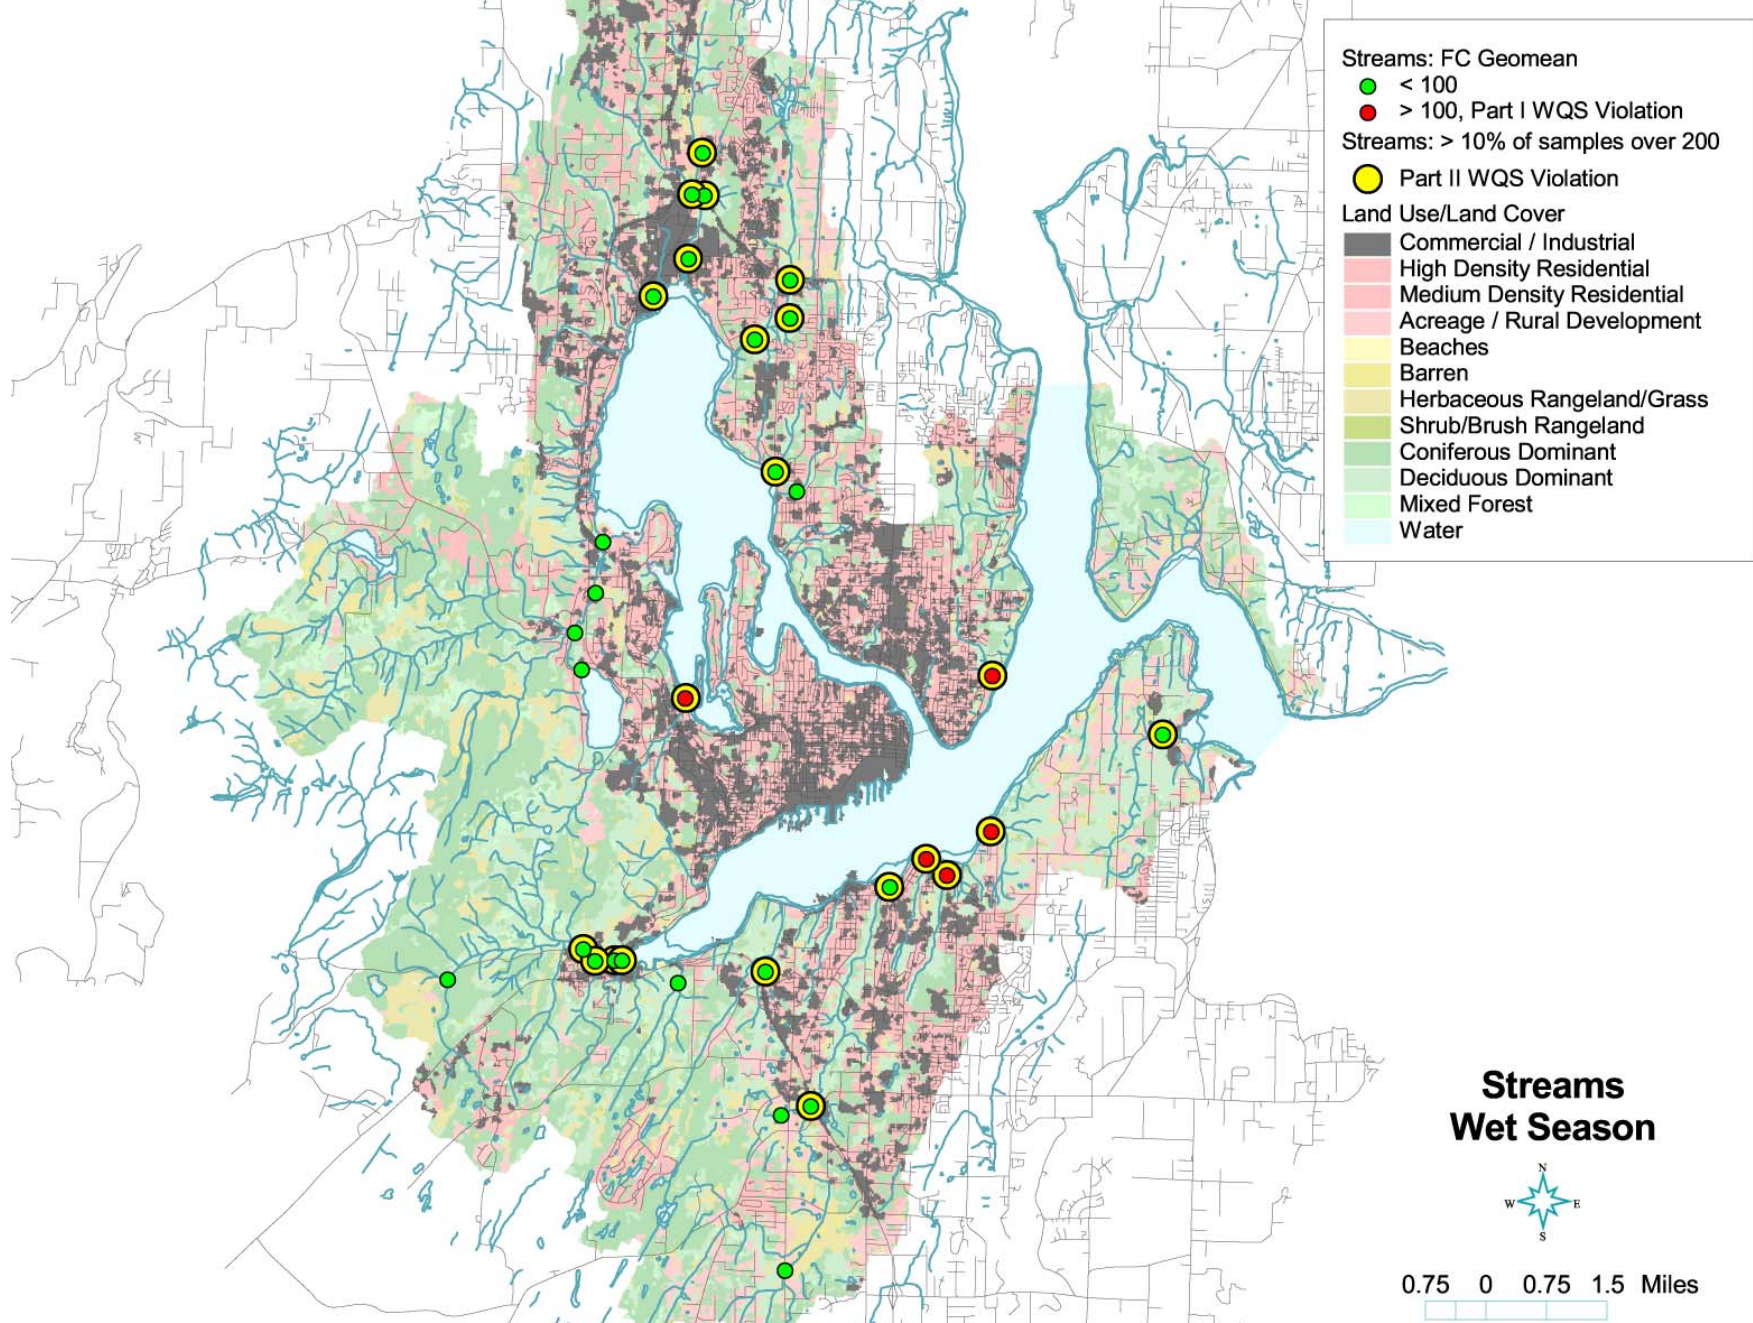 Streams: FC Geomean
< 100
> 100, Part I WQS Violation
Streams: > 10% of samples over 200
Part II WQS Violation
Land Use/Land Cover
Commercial / Industrial
High Density Residential
Medium Density Residential
Acreage / Rural Development
Beaches
Barren
Herbaceous Rangeland/Grass
Shrub/Brush Rangeland
Coniferous Dominant
Deciduous Dominant
Mixed Forest
Water
Streams
Wet Season
N
W E
S
0.75 0 0.75 1.5 Miles